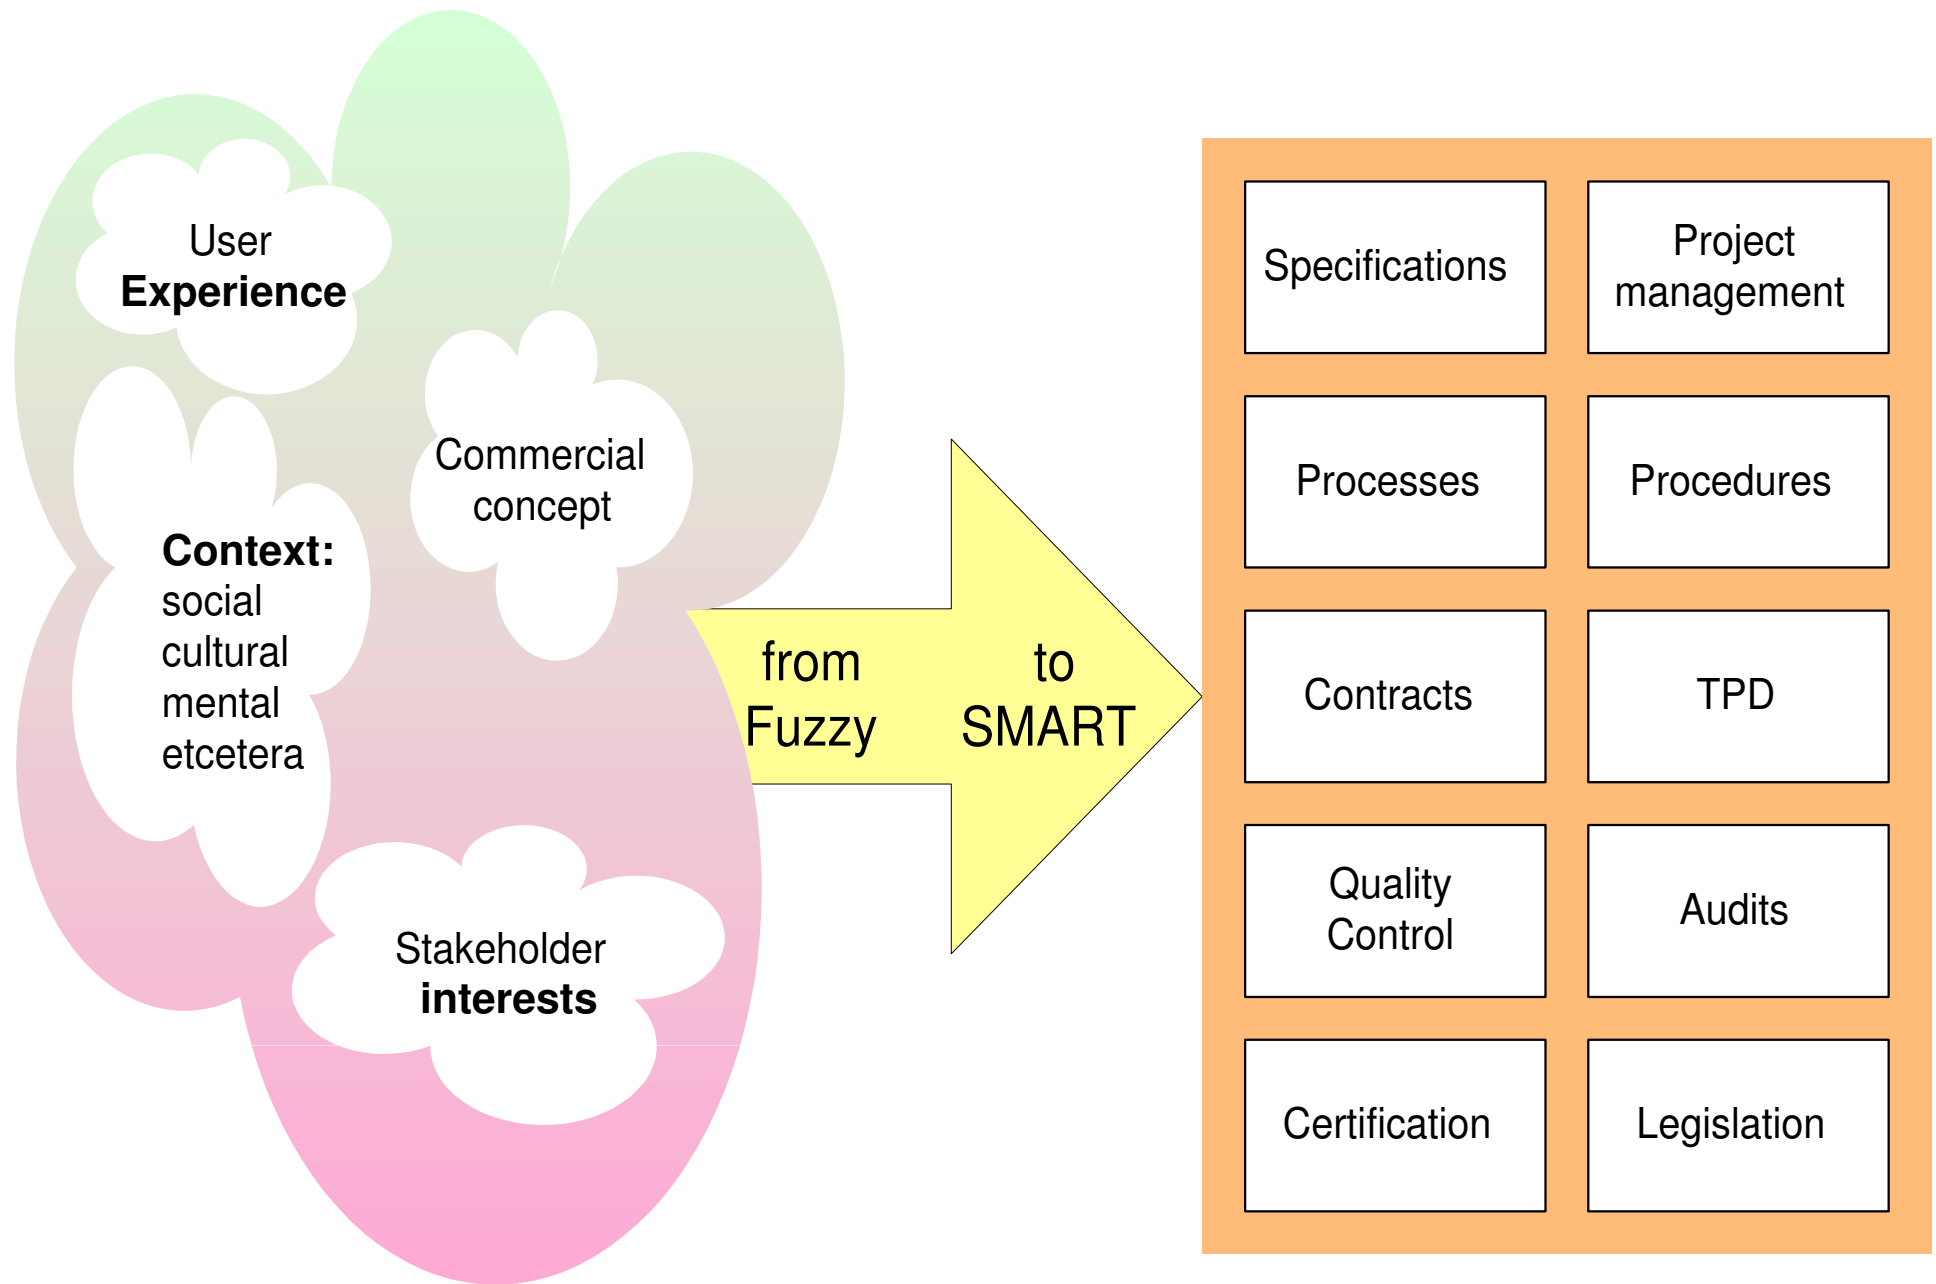 User
Experience
Commercial
concept
Context:
social
cultural
mental
etcetera
Stakeholder
interests
from
Fuzzy
to
SMART
Specifications
Project
management
Processes
Procedures
Contracts
TPD
Quality
Control
Audits
Certification
Legislation